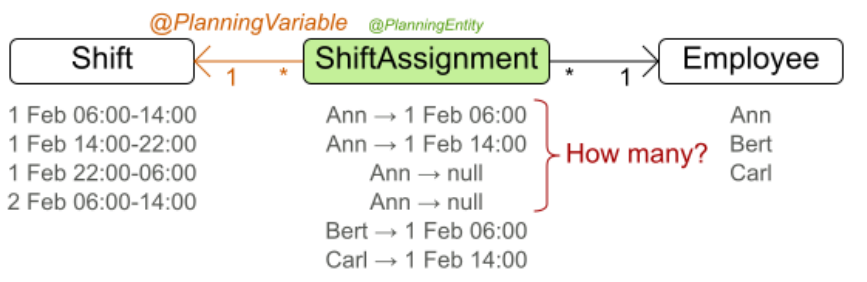 @PlanningVariable @PlanningEntity
Shift ShiftAssignment Employee
1 * * 1
1 Feb 06:00-14:00 Ann → 1 Feb 06:00 Ann
1 Feb 14:00-22:00 Ann → 1 Feb 14:00 Bert
How many?
1 Feb 22:00-06:00 Ann → null Carl
2 Feb 06:00-14:00 Ann → null
Bert → 1 Feb 06:00
Carl → 1 Feb 14:00